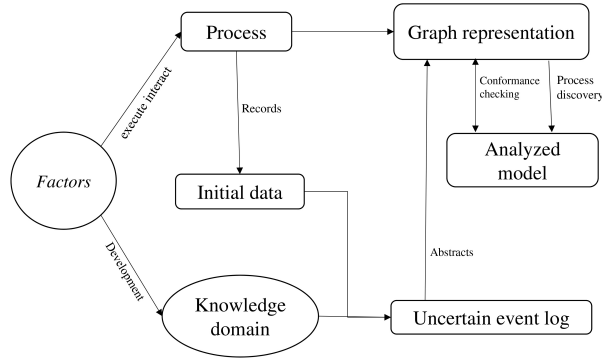 Process
Graph representation
execute interact
Conformance
checking
Process
discovery
Records
Analyzed
model
Factors
Initial data
Development
Abstracts
Knowledge
domain
Uncertain event log